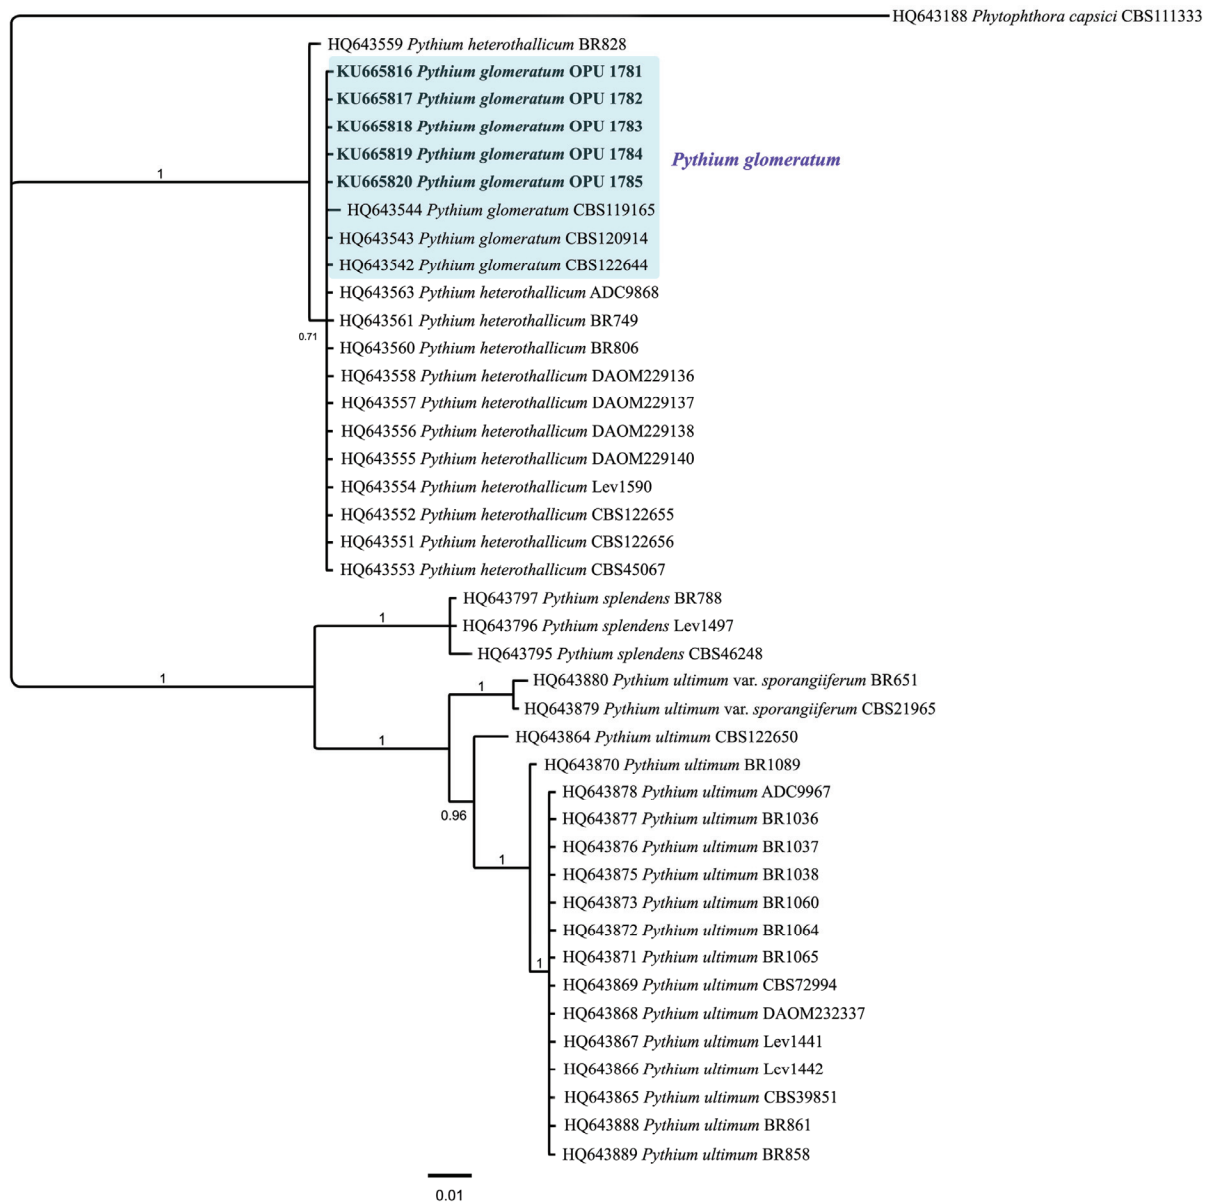 HQ643188 Phytophthora capsici CBS111333
HQ643559 Pythium heterothallicum BR828
KU665816 Pythium glomeratum OPU 1781
KU665817 Pythium glomeratum OPU 1782
KU665818 Pythium glomeratum OPU 1783
KU665819 Pythium glomeratum OPU 1784
Pythium glomeratum
1
KU665820 Pythium glomeratum OPU 1785
HQ643544 Pythium glomeratum CBS119165
HQ643543 Pythium glomeratum CBS120914
HQ643542 Pythium glomeratum CBS122644
HQ643563 Pythium heterothallicum ADC9868
HQ643561 Pythium heterothallicum BR749
0.71
HQ643560 Pythium heterothallicum BR806
HQ643558 Pythium heterothallicum DAOM229136
HQ643557 Pythium heterothallicum DAOM229137
HQ643556 Pythium heterothallicum DAOM229138
HQ643555 Pythium heterothallicum DAOM229140
HQ643554 Pythium heterothallicum Lev1590
HQ643552 Pythium heterothallicum CBS122655
HQ643551 Pythium heterothallicum CBS122656
HQ643553 Pythium heterothallicum CBS45067
HQ643797 Pythium splendens BR788
1
HQ643796 Pythium splendens Lev1497
HQ643795 Pythium splendens CBS46248
1
HQ643880 Pythium ultimum var. sporangiiferum BR651
1
HQ643879 Pythium ultimum var. sporangiiferum CBS21965
1
HQ643864 Pythium ultimum CBS122650
HQ643870 Pythium ultimum BR1089
HQ643878 Pythium ultimum ADC9967
0.96
HQ643877 Pythium ultimum BR1036
HQ643876 Pythium ultimum BR1037
1
HQ643875 Pythium ultimum BR1038
HQ643873 Pythium ultimum BR1060
HQ643872 Pythium ultimum BR1064
HQ643871 Pythium ultimum BR1065
1
HQ643869 Pythium ultimum CBS72994
HQ643868 Pythium ultimum DAOM232337
HQ643867 Pythium ultimum Lev1441
HQ643866 Pythium ultimum Lev1442
HQ643865 Pythium ultimum CBS39851
HQ643888 Pythium ultimum BR861
HQ643889 Pythium ultimum BR858
0.01